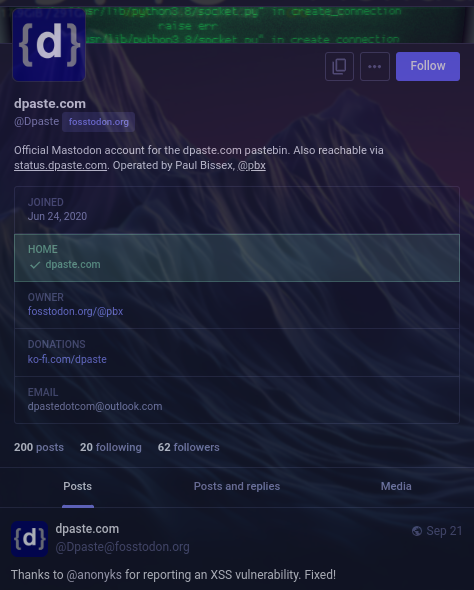 usr/lib/python3.8/socket.py" in create_connection
raise err
usr/lib/python3.8/socket.py" in create_connection
{d}
Follow
dpaste.com
@Dpaste fosstodon.org
Official Mastodon account for the dpaste.com pastebin. Also reachable via
status.dpaste.com. Operated by Paul Bissex, @pbx
JOINED
Jun 24, 2020
HOME
dpaste.com
OWNER
fosstodon.org/@pbx
DONATIONS
ko-fi.com/dpaste
EMAIL
dpastedotcom@outlook.com
200 posts 20 following 62 followers
Posts Posts and replies Media
{d}
dpaste.com Sep 21
@Dpaste@fosstodon.org
Thanks to @anonyks for reporting an XSS vulnerability. Fixed!